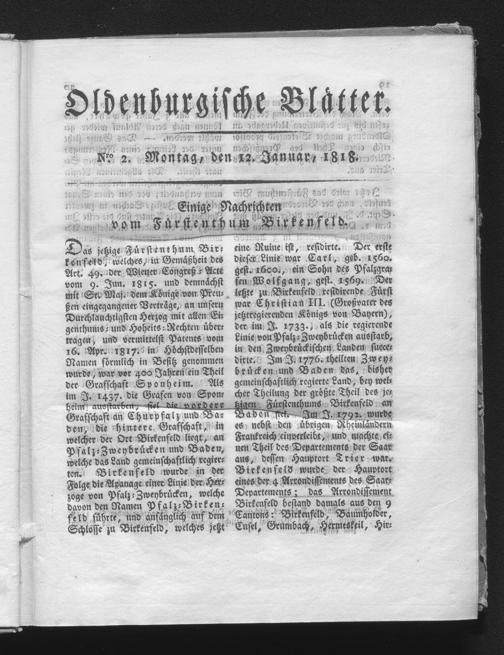 Oldenburgische Blätter.
Nro 2. Montag, den 12. Januar, 1818.
Einige Nachrichten
vom Fürstenthum Birkenfeld.
Das jetzige Fürstenthum Bir-
kenfeld, welches, in Gemäßheit des
Art. 49. der Wiener Congreß-Acte
vom 9. Jun. 1815. und demnächst
mit Sr. Maj. dem Könige von Preu-
ßen eingegangener Verträge, an unsern
Durchlauchtigsten Herzog mit allen Ei-
genthums- und Hoheits-Rechten über-
tragen, und vermittelst Patents vom
16. Apr. 1817. in Höchstdesselben
Namen förmlich in Besitz genommen
wurde, war vor 400 Jahren ein Theil
der Grafschaft Sponheim. Als
im J. 1437. die Grafen von Spon-
heim ausstarben, fiel die vordere
Grafschaft an Churpfalz und Ba-
den, die hintere Grafschaft, in
welcher der Ort Birkenfeld liegt, an
Pfalz-Zweybrücken und Baden,
welche das Land gemeinschaftlich regier-
ten. Birkenfeld wurde in der
Folge die Apanage einer Linie der Her-
zoge von Pfalz-Zweybrücken, welche
davon den Namen Pfalz-Birken-
feld führte, und anfänglich auf dem
Schlosse zu Birkenfeld, welches jetzt
eine Ruine ist, residirte. Der erste
dieser Linie war Carl, geb. 1560.
gest. 1600., ein Sohn des Pfalzgra-
fen Wolfgang, gest. 1569. Der
letzte zu Birkenfeld residirende Fürst
war Christian III. (Großvater des
jetztregierenden Königs von Bayern),
der im J. 1733., als die regierende
Linie von Pfalz-Zweybrücken ausstarb,
in den Zweybrückischen Landen succe-
dirte. Im J. 1776. theilten Zwey-
brücken und Baden das, bisher
gemeinschaftlich regierte Land, bey wel-
cher Theilung der größte Theil des je-
tzigen Fürstenthums Birkenfeld an
Baden fiel. Im J. 1792. wurde
es nebst den übrigen Rheinländern
Frankreich einverleibt, und machte ei-
nen Theil des Departements der Saar
aus, dessen Hauptort Trier war.
Birkenfeld wurde der Hauptort
eines der 4 Arrondissements des Saar-
Departements; das Arrondissement
Birkenfeld bestand damals aus den 9
Cantons: Birkenfeld, Baumholder,
Cusel, Grumbach, Hermeskeil, Hir-